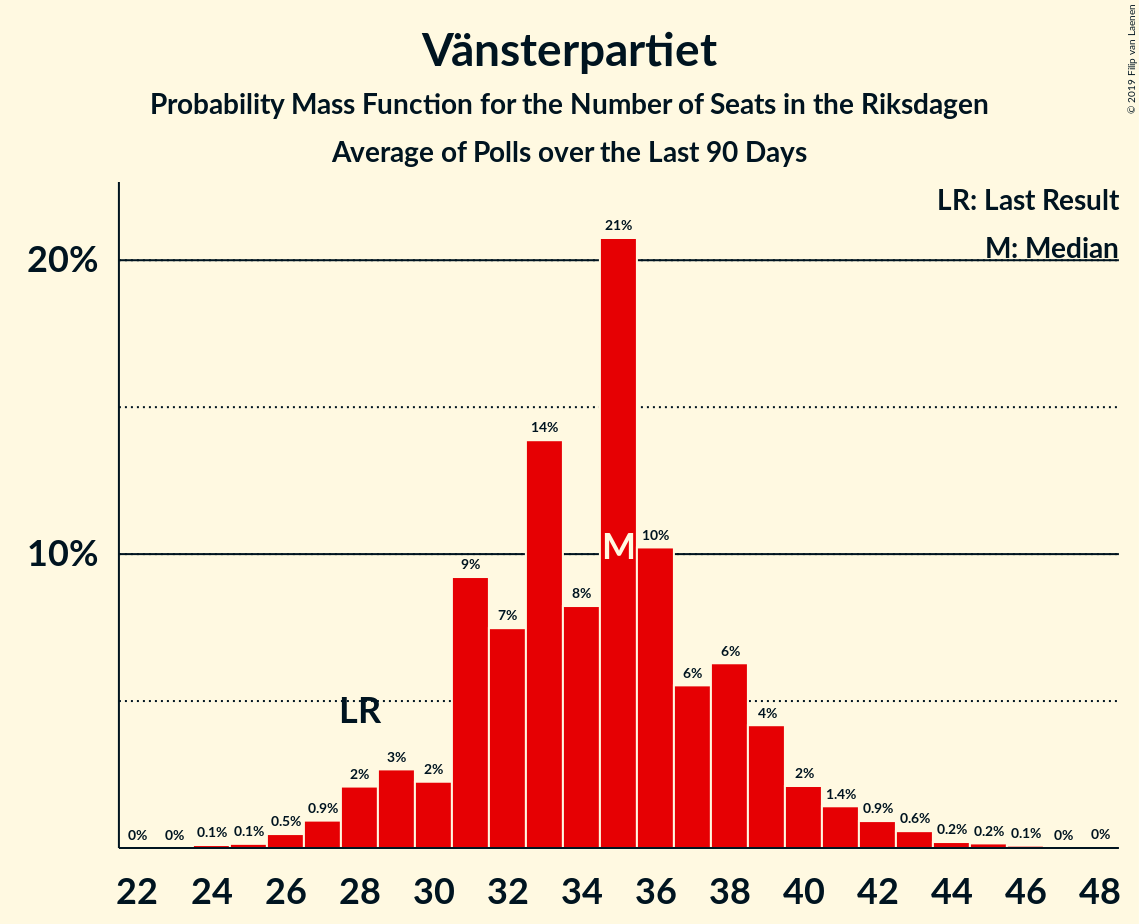 Vänsterpartiet
Probability Mass Function for the Number of Seats in the Riksdagen
Average of Polls over the Last 90 Days
© 2019 Filip van Laenen
LR: Last Result
M: Median
20%
10%
0% 0% 0.1% 0.1% 0.5% 0.9% 2% 3% 2% 9% 7% 14% 8% 21% 10% 6% 6% 4% 2% 1.4% 0.9% 0.6% 0.2% 0.2% 0.1% 0% 0%
LR
M
22 24 26 28 30 32 34 36 38 40 42 44 46 48